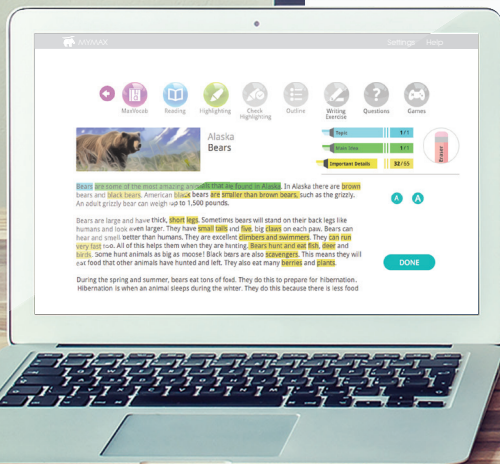 AniMAX
Settings Help
MaxVocab Reading Highlighting Check Highlighting Outline Writing Exercise Questions Games
Alaska
Bears
Topic 1/1
Main Idea 1/1
Important Details 32/65
Eraser
Bears are some of the most amazing animals that are found in Alaska. In Alaska there are brown
bears and black bears. American black bears are smaller than brown bears, such as the grizzly.
An adult grizzly bear can weigh up to 1,500 pounds.
A A
Bears are large and have thick, short legs. Sometimes bears will stand on their back legs like
humans and look even larger. They have small tails and five, big claws on each paw. Bears can
hear and smell better than humans. They are excellent climbers and swimmers. They can run
very fast too. All of this helps them when they are hunting. Bears hunt and eat fish, deer and
birds. Some hunt animals as big as moose! Black bears are also scavengers. This means they will
eat food that other animals have hunted and left. They also eat many berries and plants.
DONE
During the spring and summer, bears eat tons of food. They do this to prepare for hibernation.
Hibernation is when an animal sleeps during the winter. They do this because there is less food